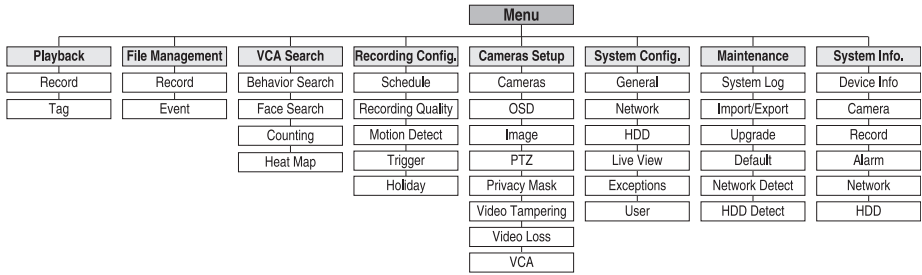 Menu
Playback
Record
Tag
File Management
Record
Event
VCA Search
Behavior Search
Face Search
Counting
Heat Map
Recording Config.
Schedule
Recording Quality
Motion Detect
Trigger
Holiday
Cameras Setup
Cameras
OSD
Image
PTZ
Privacy Mask
Video Tampering
Video Loss
VCA
System Config.
General
Network
HDD
Live View
Exceptions
User
Maintenance
System Log
Import/Export
Upgrade
Default
Network Detect
HDD Detect
System Info.
Device Info
Camera
Record
Alarm
Network
HDD